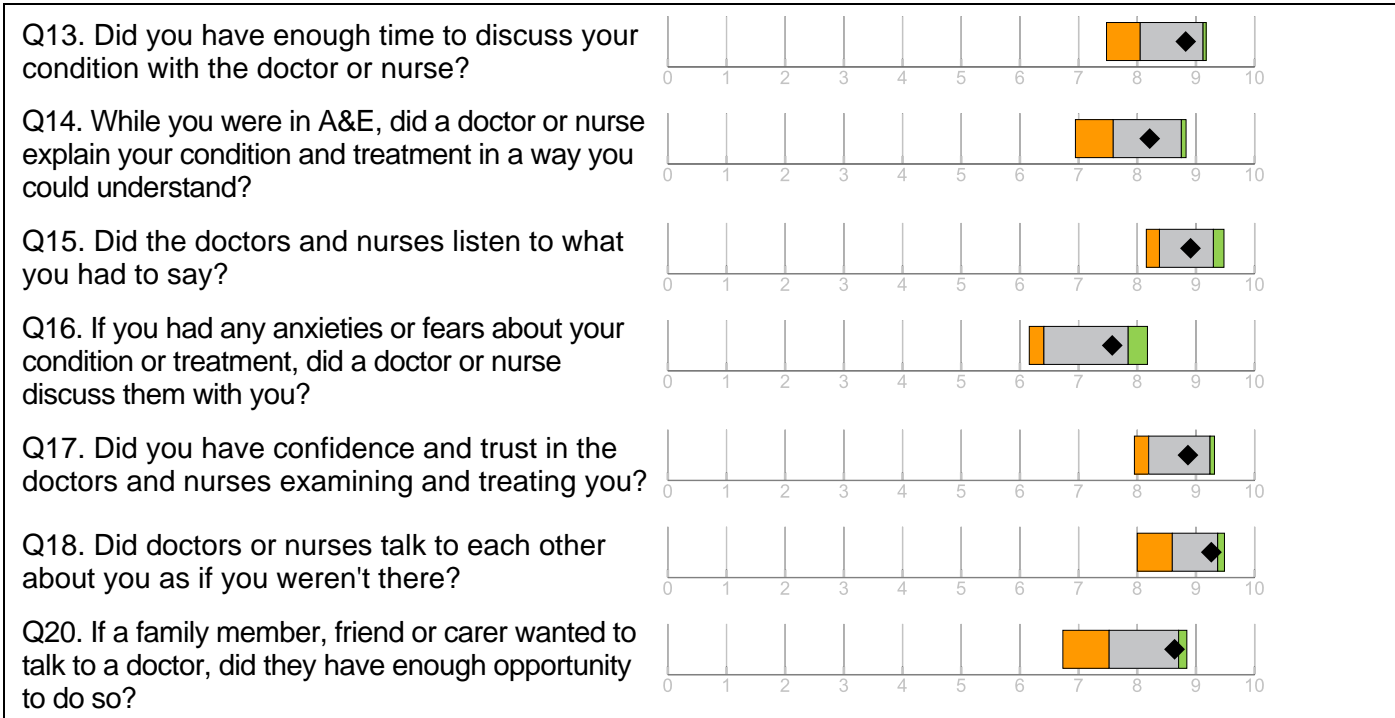 Q13. Did you have enough time to discuss your
condition with the doctor or nurse?
0 1 2 3 4 5 6 7 8 9 10
Q14. While you were in A&E, did a doctor or nurse
explain your condition and treatment in a way you
could understand?
0 1 2 3 4 5 6 7 8 9 10
Q15. Did the doctors and nurses listen to what
you had to say?
0 1 2 3 4 5 6 7 8 9 10
Q16. If you had any anxieties or fears about your
condition or treatment, did a doctor or nurse
discuss them with you?
0 1 2 3 4 5 6 7 8 9 10
Q17. Did you have confidence and trust in the
doctors and nurses examining and treating you?
0 1 2 3 4 5 6 7 8 9 10
Q18. Did doctors or nurses talk to each other
about you as if you weren't there?
0 1 2 3 4 5 6 7 8 9 10
Q20. If a family member, friend or carer wanted to
talk to a doctor, did they have enough opportunity
to do so?
0 1 2 3 4 5 6 7 8 9 10